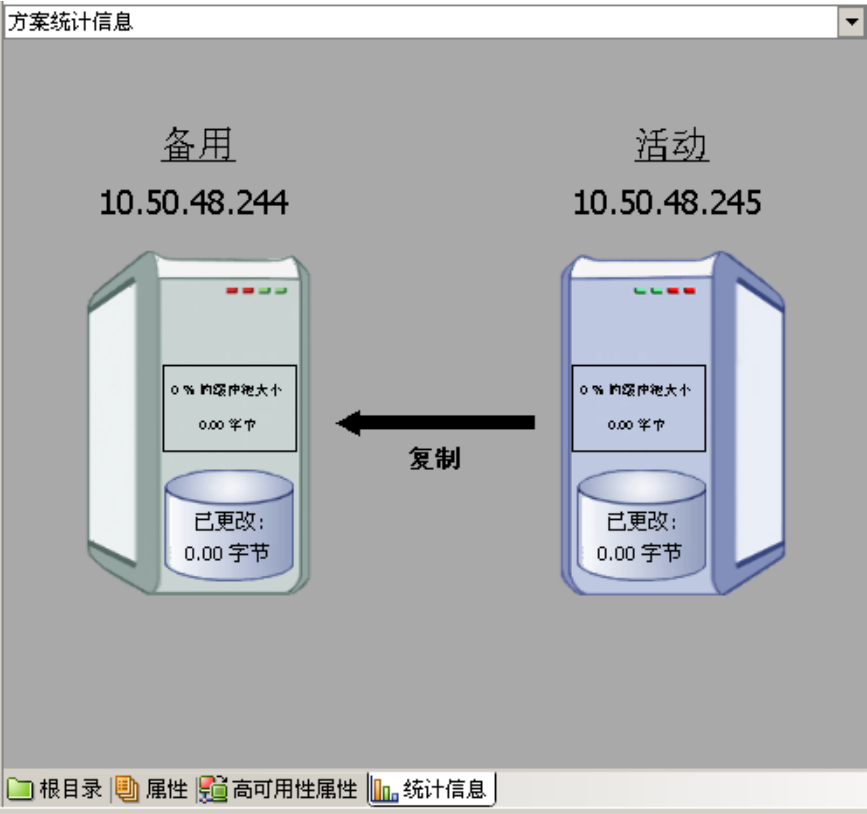 方案统计信息
备用
活动
10.50.48.244
10.50.48.245
0 % 的缓冲池大小
0.00 字节
0 % 的缓冲池大小
0.00 字节
复制
已更改:
0.00 字节
已更改:
0.00 字节
根目录 属性 高可用性属性 统计信息